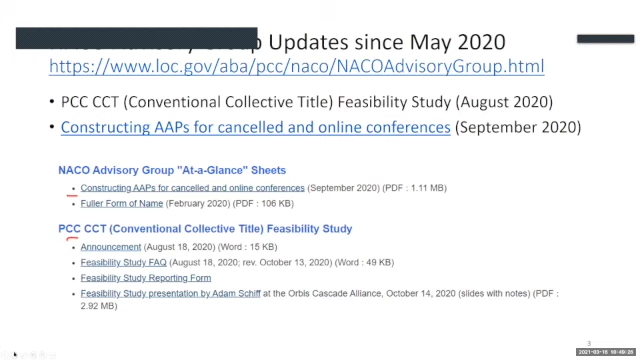 Group Updates since May 2020
https://www.loc.gov/aba/pcc/naco/NACOAdvisoryGroup.html
• PCC CCT (Conventional Collective Title) Feasibility Study (August 2020)
• Constructing AAPs for cancelled and online conferences (September 2020)
NACO Advisory Group "At-a-Glance" Sheets
• Constructing AAPs for cancelled and online conferences (September 2020) (PDF : 1.11 MB)
• Fuller Form of Name (February 2020) (PDF : 106 KB)
PCC CCT (Conventional Collective Title) Feasibility Study
• Announcement (August 18, 2020) (Word : 15 KB)
• Feasibility Study FAQ (August 18, 2020; rev. October 13, 2020) (Word : 49 KB)
• Feasibility Study Reporting Form
• Feasibility Study presentation by Adam Schiff at the Orbis Cascade Alliance, October 14, 2020 (slides with notes) (PDF :
2.92 MB)
3